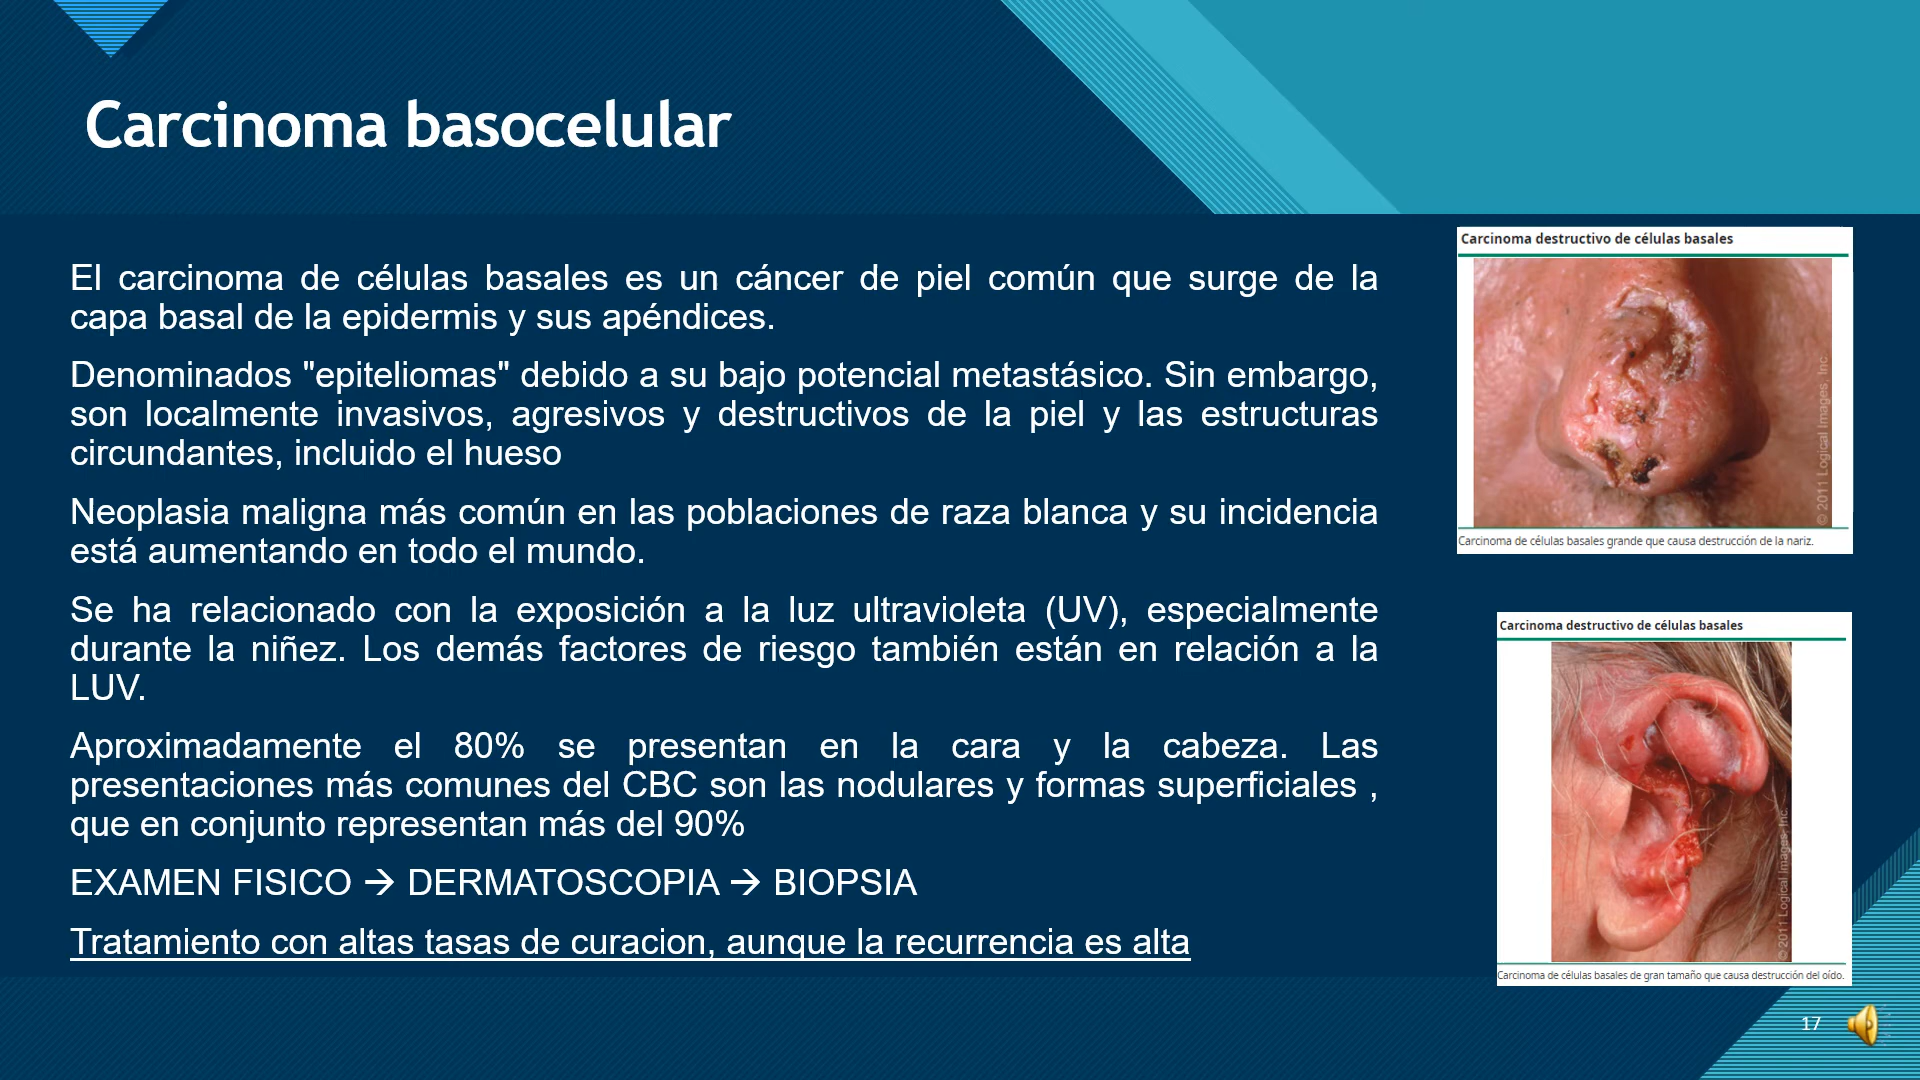 Carcinoma basocelular
El carcinoma de células basales es un cáncer de piel común que surge de la
capa basal de la epidermis y sus apéndices.
Denominados "epiteliomas" debido a su bajo potencial metastásico. Sin embargo,
son localmente invasivos, agresivos y destructivos de la piel y las estructuras
circundantes, incluido el hueso
Neoplasia maligna más común en las poblaciones de raza blanca y su incidencia
está aumentando en todo el mundo.
Se ha relacionado con la exposición a la luz ultravioleta (UV), especialmente
durante la niñez. Los demás factores de riesgo también están en relación a la
LUV.
Aproximadamente el 80% se presentan en la cara y la cabeza. Las
presentaciones más comunes del CBC son las nodulares y formas superficiales ,
que en conjunto representan más del 90%
EXAMEN FISICO → DERMATOSCOPIA → BIOPSIA
Tratamiento con altas tasas de curacion, aunque la recurrencia es alta
Carcinoma destructivo de células basales
© 2011 Logical Images, Inc.
Carcinoma de células basales grande que causa destrucción de la nariz.
Carcinoma destructivo de células basales
© 2011 Logical Images, Inc.
Carcinoma de células basales de gran tamaño que causa destrucción del oído.
17